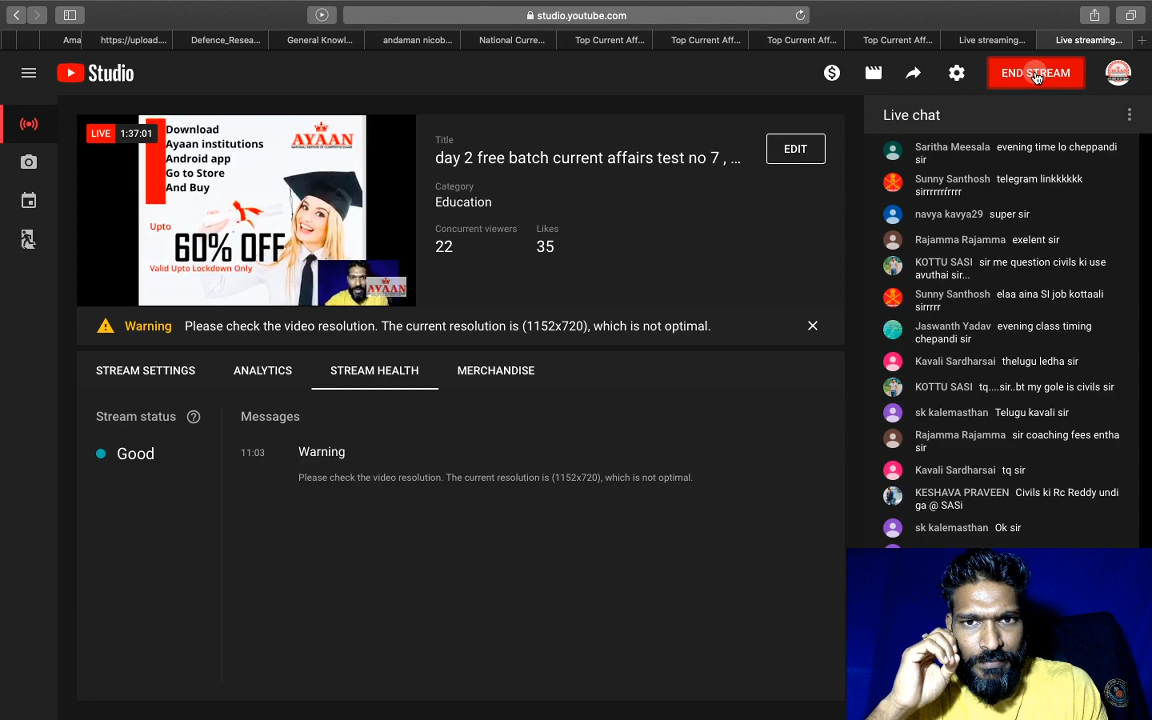 studio.youtube.com
Ama
https://upload....
Defence_Resea...
General Knowl...
andaman nicob...
National Curre...
Top Current Aff...
Top Current Aff...
Top Current Aff...
Top Current Aff...
Live streaming...
Live streaming...
Studio
END STREAM
LIVE 1:37:01
Download
Ayaan institutions
Android app
Go to Store
And Buy
AYAAN
Upto
60% OFF
Valid Upto Lockdown Only
AYAAN
Title
day 2 free batch current affairs test no 7 , ...
EDIT
Category
Education
Concurrent viewers
22
Likes
35
Warning Please check the video resolution. The current resolution is (1152x720), which is not optimal.
STREAM SETTINGS
ANALYTICS
STREAM HEALTH
MERCHANDISE
Stream status
Good
Messages
11:03
Warning
Please check the video resolution. The current resolution is (1152x720), which is not optimal.
Live chat
Saritha Meesala evening time lo cheppandi
sir
Sunny Santhosh telegram linkkkkkk
sirrrrrrfrrrr
navya kavya29 super sir
Rajamma Rajamma exelent sir
KOTTU SASI sir me question civils ki use
avuthai sir...
Sunny Santhosh elaa aina SI job kottaali
sirrrrr
Jaswanth Yadav evening class timing
chepandi sir
Kavali Sardharsai thelugu ledha sir
KOTTU SASI tq....sir..bt my gole is civils sir
sk kalemasthan Telugu kavali sir
Rajamma Rajamma sir coaching fees entha
sir
Kavali Sardharsai tq sir
KESHAVA PRAVEEN Civils ki Rc Reddy undi
ga @ SASi
sk kalemasthan Ok sir